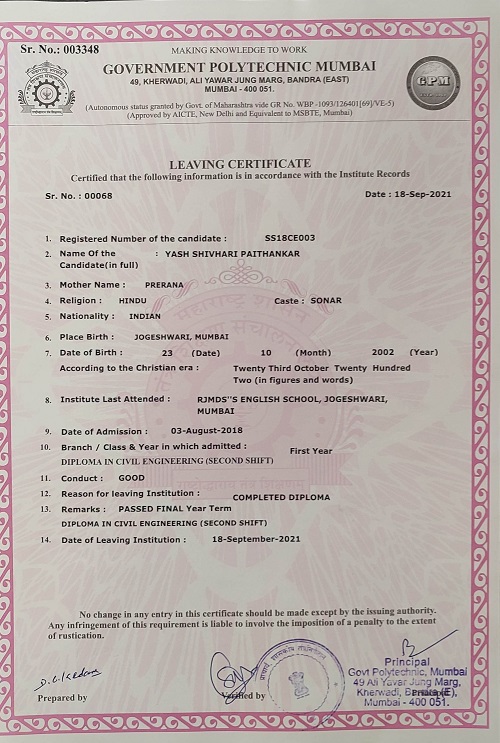 Sr. No.: 003348
MAKING KNOWLEDGE TO WORK
GOVERNMENT POLYTECHNIC MUMBAI
49, KHERWADI, ALI YAWAR JUNG MARG, BANDRA (EAST)
MUMBAI - 400 051.
(Autonomous status granted by Govt. of Maharashtra vide GR No. WBP -1093/126401[69]/VE-5)
(Approved by AICTE, New Delhi and Equivalent to MSBTE, Mumbai)
GPM
LEAVING CERTIFICATE
Certified that the following information is in accordance with the Institute Records
Sr. No. : 00068 Date : 18-Sep-2021
1. Registered Number of the candidate : SS18CE003
2. Name Of the : YASH SHIVHARI PAITHANKAR
Candidate(in full)
3. Mother Name : PRERANA
4. Religion : HINDU Caste : SONAR
5. Nationality : INDIAN
6. Place Birth : JOGESHWARI, MUMBAI
7. Date of Birth : 23 (Date) 10 (Month) 2002 (Year)
According to the Christian era : Twenty Third October Twenty Hundred
Two (in figures and words)
8. Institute Last Attended : RJMDS"S ENGLISH SCHOOL, JOGESHWARI,
MUMBAI
9. Date of Admission : 03-August-2018
10. Branch / Class & Year in which admitted : First Year
DIPLOMA IN CIVIL ENGINEERING (SECOND SHIFT)
11. Conduct : GOOD
12. Reason for leaving Institution : COMPLETED DIPLOMA
13. Remarks : PASSED FINAL Year Term
DIPLOMA IN CIVIL ENGINEERING (SECOND SHIFT)
14. Date of Leaving Institution : 18-September-2021
No change in any entry in this certificate should be made except by the issuing authority.
Any infringement of this requirement is liable to involve the imposition of a penalty to the extent
of rustication.
Prepared by
Verified by
Principal
Govt Polytechnic, Mumbai
49 Ali Yavar Jung Marg,
Kherwadi, Bandra (E),
Mumbai - 400 051.